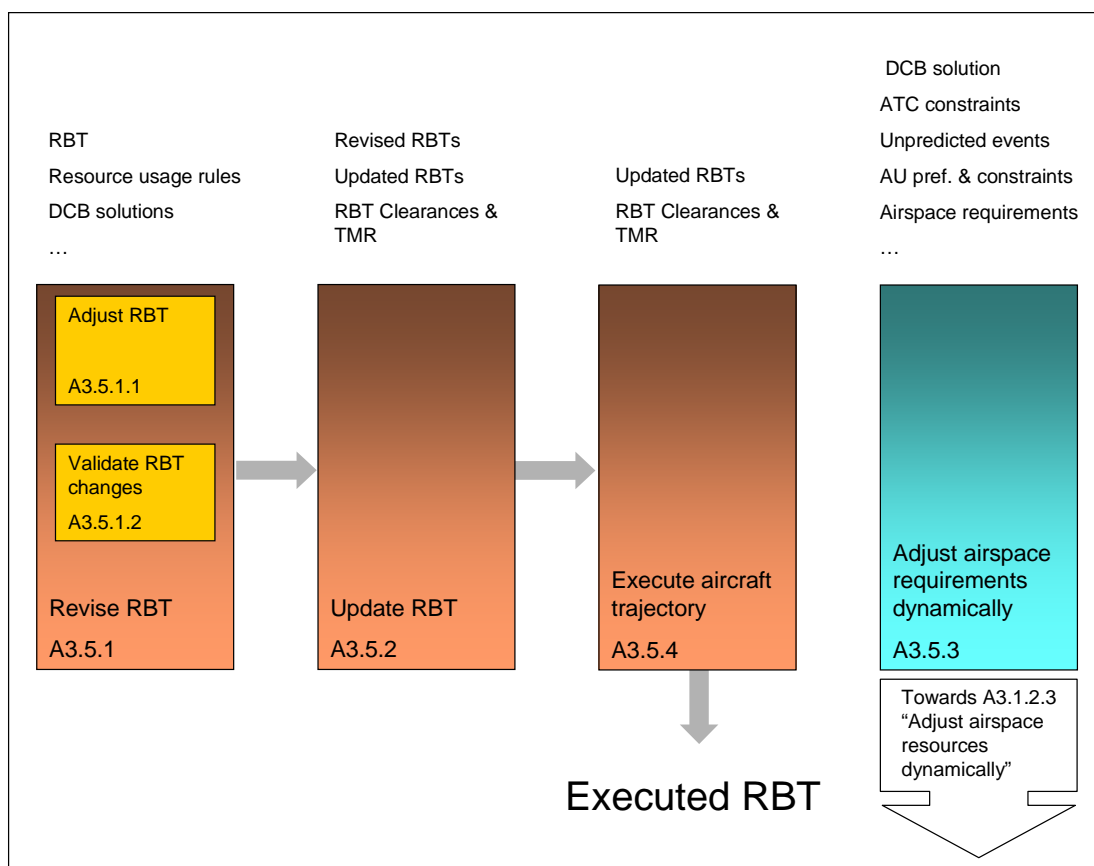 RBT
Resource usage rules
DCB solutions
…
Revised RBTs
Updated RBTs
RBT Clearances &
TMR
Updated RBTs
RBT Clearances &
TMR
DCB solution
ATC constraints
Unpredicted events
AU pref. & constraints
Airspace requirements
…
Adjust RBT
A3.5.1.1
Validate RBT
changes
A3.5.1.2
Revise RBT
A3.5.1
Update RBT
A3.5.2
Execute aircraft
trajectory
A3.5.4
Adjust airspace
requirements
dynamically
A3.5.3
Executed RBT
Towards A3.1.2.3
“Adjust airspace
resources
dynamically”